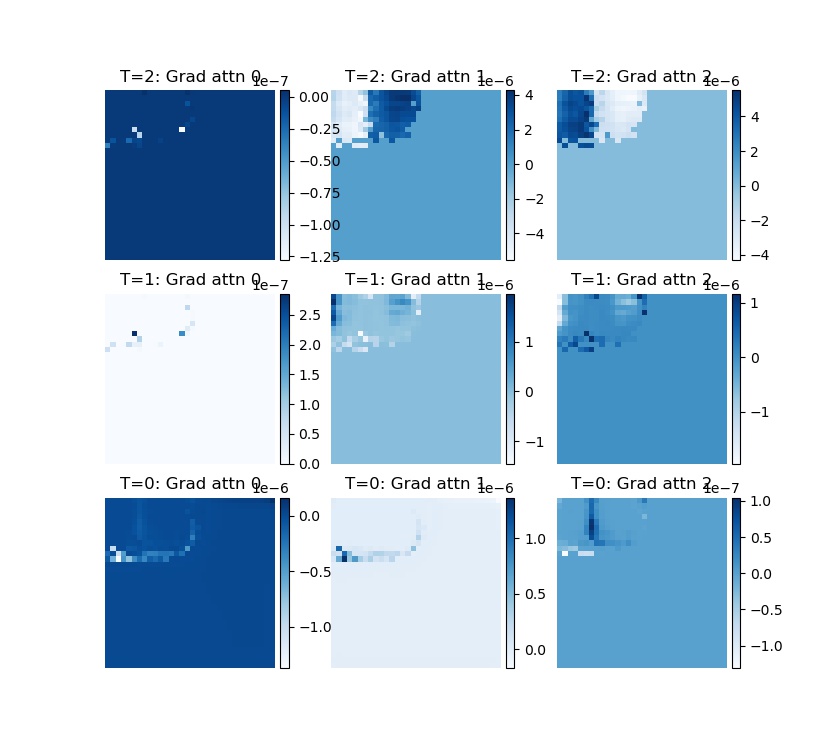 T=2: Grad attn 0
1e−7
T=2: Grad attn 1
1e−6
T=2: Grad attn 2
1e−6
0.00
−0.25
−0.50
−0.75
−1.00
−1.25
4
2
0
−2
−4
4
2
0
−2
−4
T=1: Grad attn 0
1e−7
T=1: Grad attn 1
1e−6
T=1: Grad attn 2
1e−6
2.5
2.0
1.5
1.0
0.5
0.0
1
0
−1
1
0
−1
T=0: Grad attn 0
1e−6
T=0: Grad attn 1
1e−6
T=0: Grad attn 2
1e−7
0.0
−0.5
−1.0
1.0
0.5
0.0
1.0
0.5
0.0
−0.5
−1.0